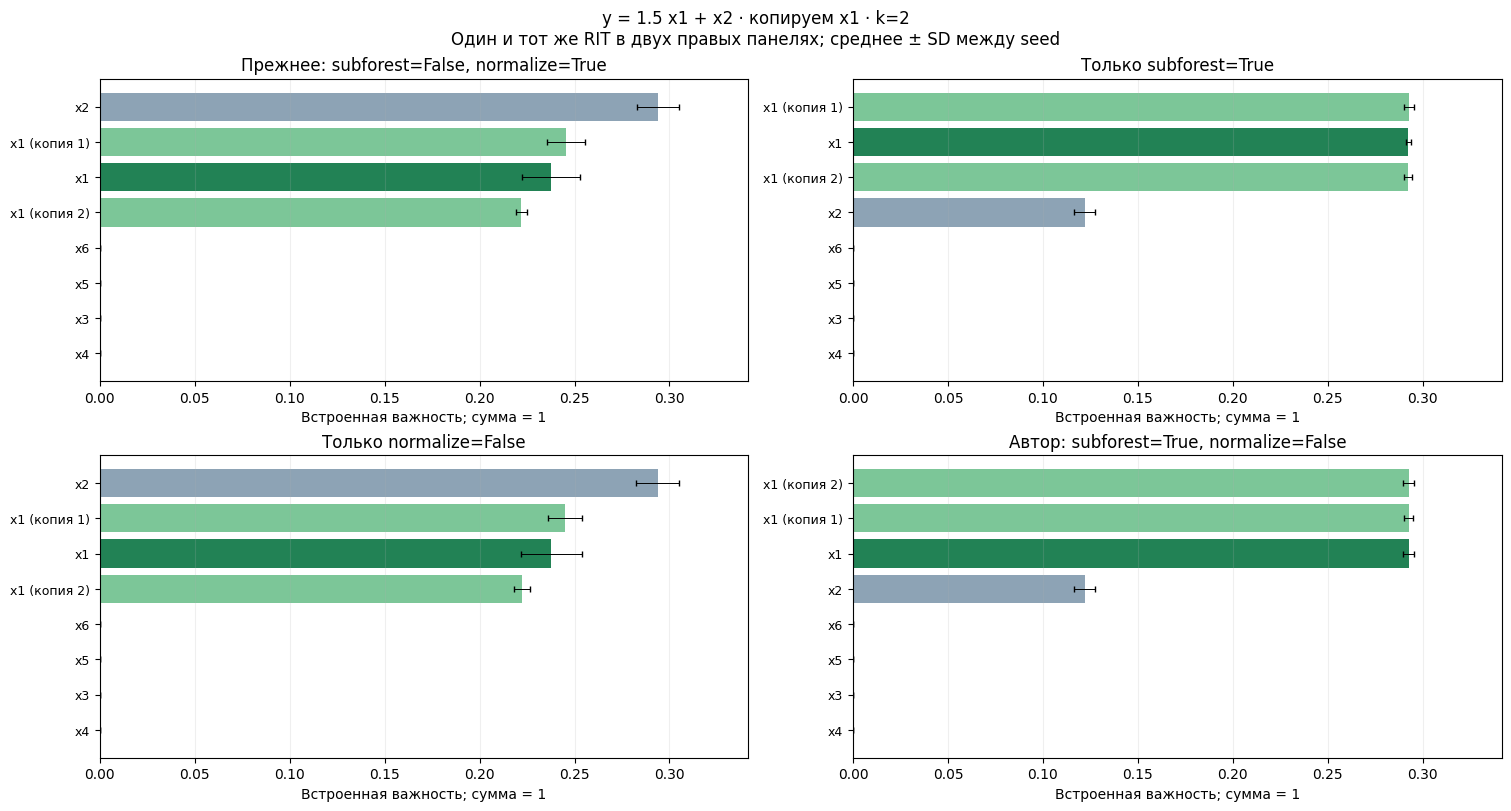 y = 1.5 x1 + x2 · копируем x1 · k=2
Один и тот же RIT в двух правых панелях; среднее ± SD между seed
Прежнее: subforest=False, normalize=True
x2
x1 (копия 1)
x1
x1 (копия 2)
x6
x5
x3
x4
0.00 0.05 0.10 0.15 0.20 0.25 0.30
Встроенная важность; сумма = 1
Только subforest=True
x1 (копия 1)
x1
x1 (копия 2)
x2
x6
x5
x3
x4
0.00 0.05 0.10 0.15 0.20 0.25 0.30
Встроенная важность; сумма = 1
Только normalize=False
x2
x1 (копия 1)
x1
x1 (копия 2)
x6
x5
x3
x4
0.00 0.05 0.10 0.15 0.20 0.25 0.30
Встроенная важность; сумма = 1
Автор: subforest=True, normalize=False
x1 (копия 2)
x1 (копия 1)
x1
x2
x6
x5
x3
x4
0.00 0.05 0.10 0.15 0.20 0.25 0.30
Встроенная важность; сумма = 1